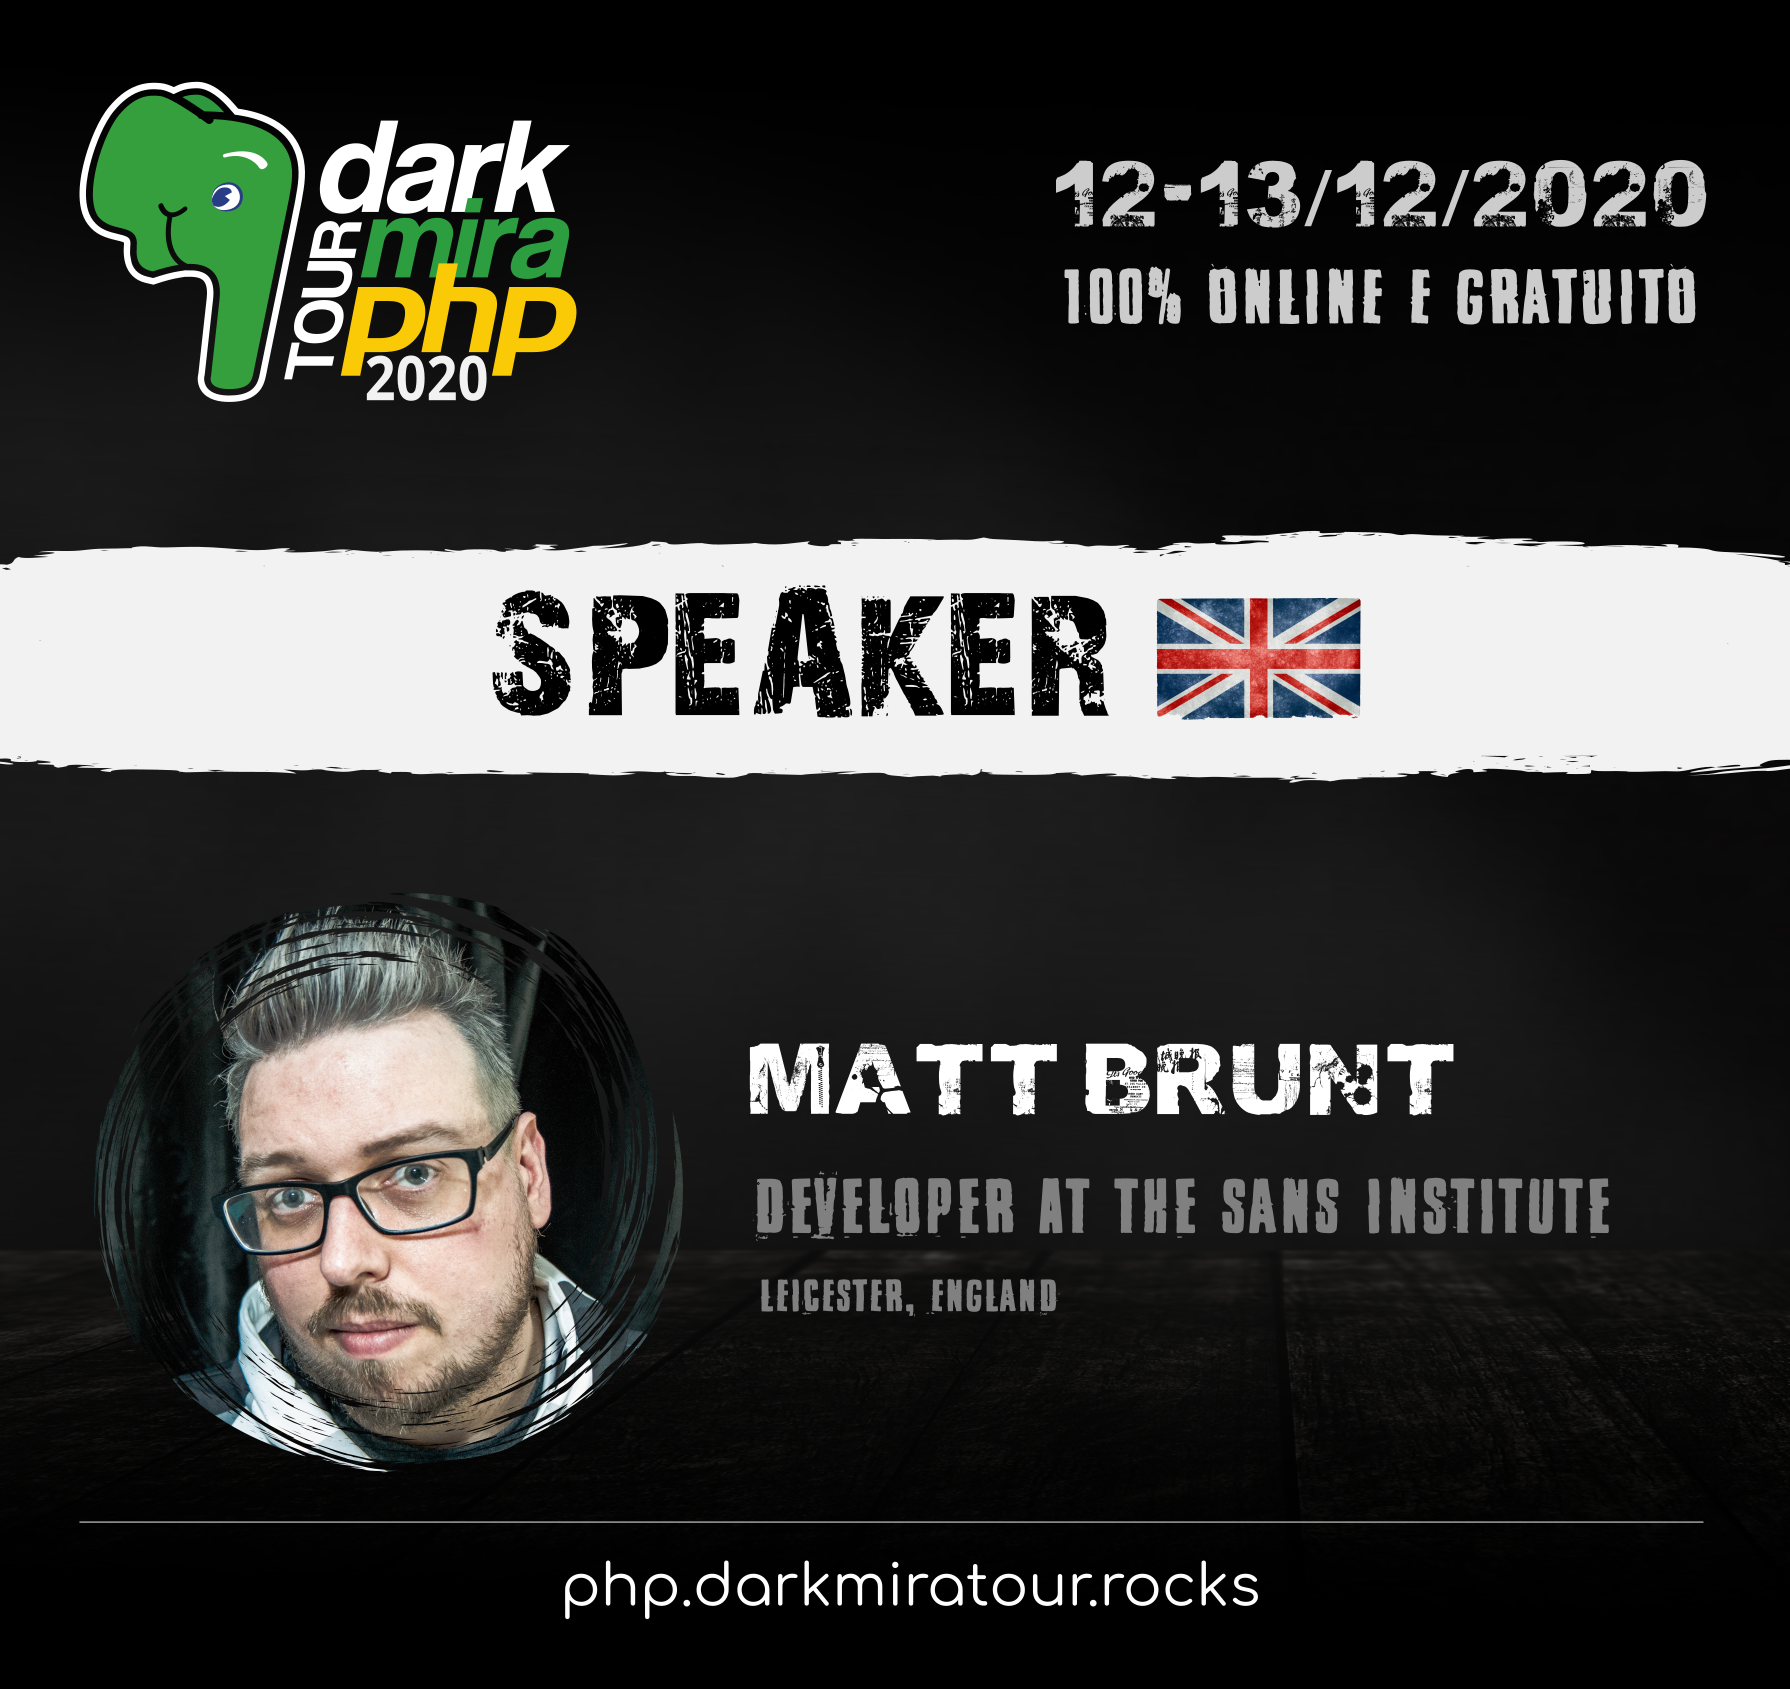 dark
mira
TOUR
php
2020
12-13/12/2020
100% ONLINE E GRATUITO
SPEAKER
MATT BRUNT
DEVELOPER AT THE SANS INSTITUTE
LEICESTER, ENGLAND
php.darkmiratour.rocks